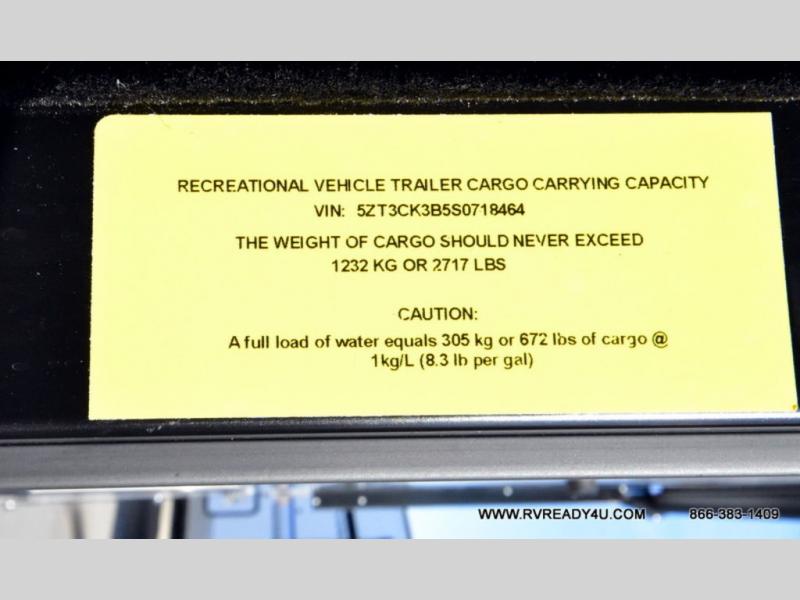 RECREATIONAL VEHICLE TRAILER CARGO CARRYING CAPACITY
VIN: 5ZT3CK3B5S0718464
THE WEIGHT OF CARGO SHOULD NEVER EXCEED
1232 KG OR 2717 LBS
CAUTION:
A full load of water equals 305 kg or 672 lbs of cargo @
1kg/L (8.3 lb per gal)
WWW.RVREADY4U.COM 866-383-1409